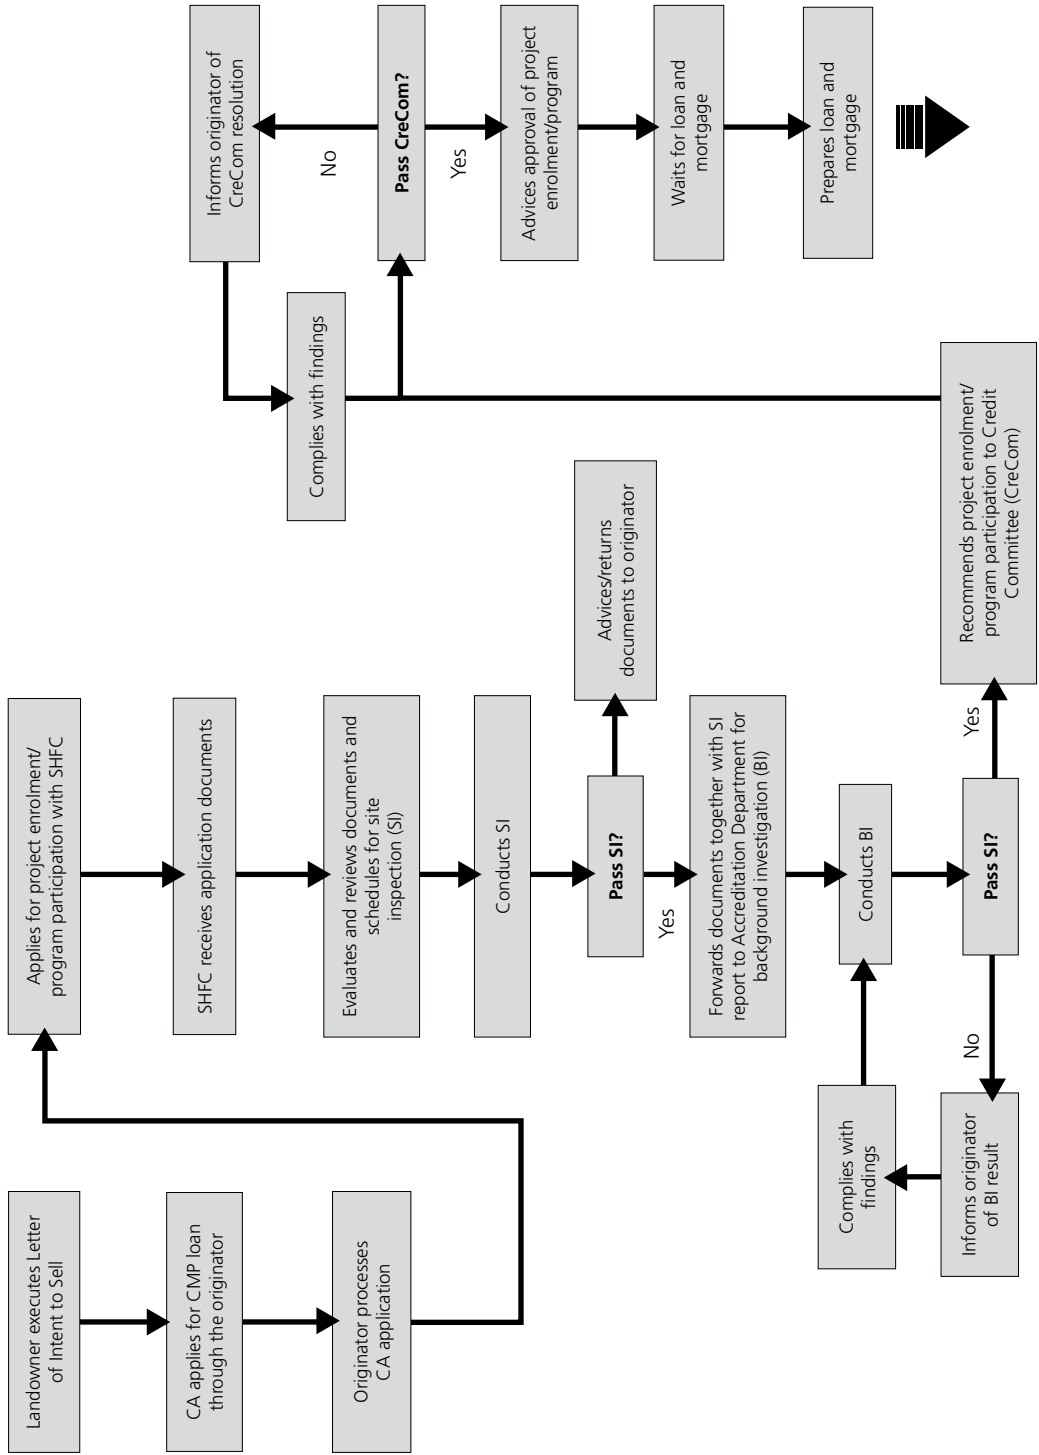 Landowner executes Letter
of Intent to Sell
CA applies for CMP loan
through the originator
Originator processes
CA application
Applies for project enrolment/
program participation with SHFC
SHFC receives application documents
Evaluates and reviews documents and
schedules for site
inspection (SI)
Conducts SI
Pass SI?
Advices/returns
documents to originator
Yes
Forwards documents together with SI
report to Accreditation Department for
background investigation (BI)
Conducts BI
Pass SI?
No
Informs originator
of BI result
Complies with
findings
Yes
Recommends project enrolment/
program participation to Credit
Committee (CreCom)
Pass CreCom?
No
Informs originator of
CreCom resolution
Complies with findings
Yes
Advices approval of project
enrolment/program
Waits for loan and
mortgage
Prepares loan and
mortgage